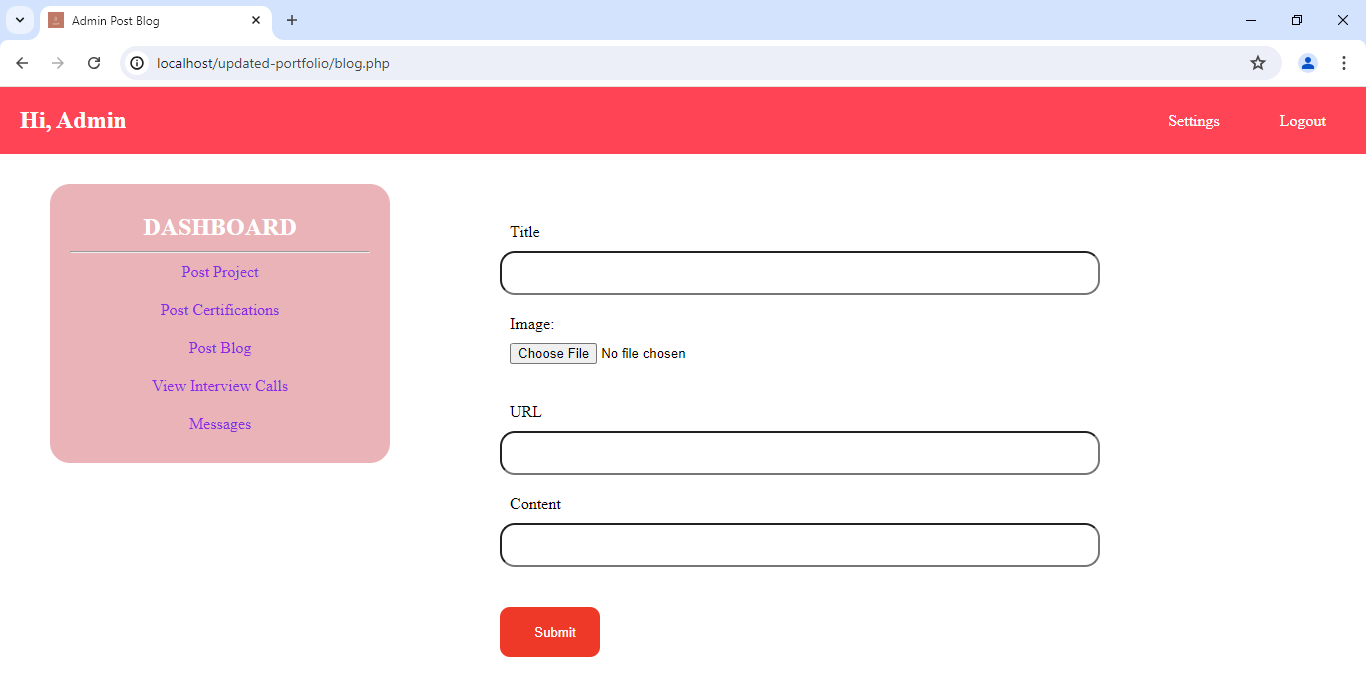 Admin Post Blog
localhost/updated-portfolio/blog.php
Hi, Admin
Settings
Logout
DASHBOARD
Post Project
Post Certifications
Post Blog
View Interview Calls
Messages
Title
Image:
Choose File No file chosen
URL
Content
Submit